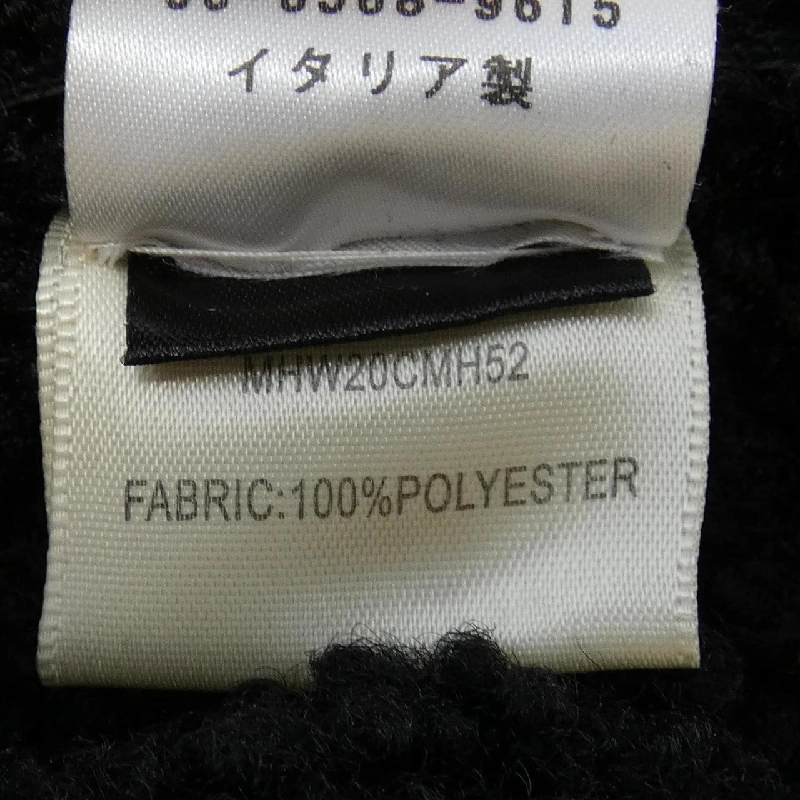 イタリア製
MHW20CMH52
FABRIC:100%POLYESTER